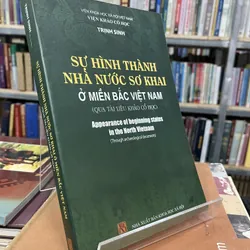 VIỆN KHOA HỌC XÃ HỘI VIỆT NAM
VIỆN KHẢO CỔ HỌC
TRỊNH SINH
SỰ HÌNH THÀNH
NHÀ NƯỚC SƠ KHAI
Ở MIỀN BẮC VIỆT NAM
(QUA TÀI LIỆU KHẢO CỔ HỌC)
Appearance of beginning states
in the North Vietnam
(Through archaeological documents)
NHÀ XUẤT BẢN KHOA HỌC XÃ HỘI